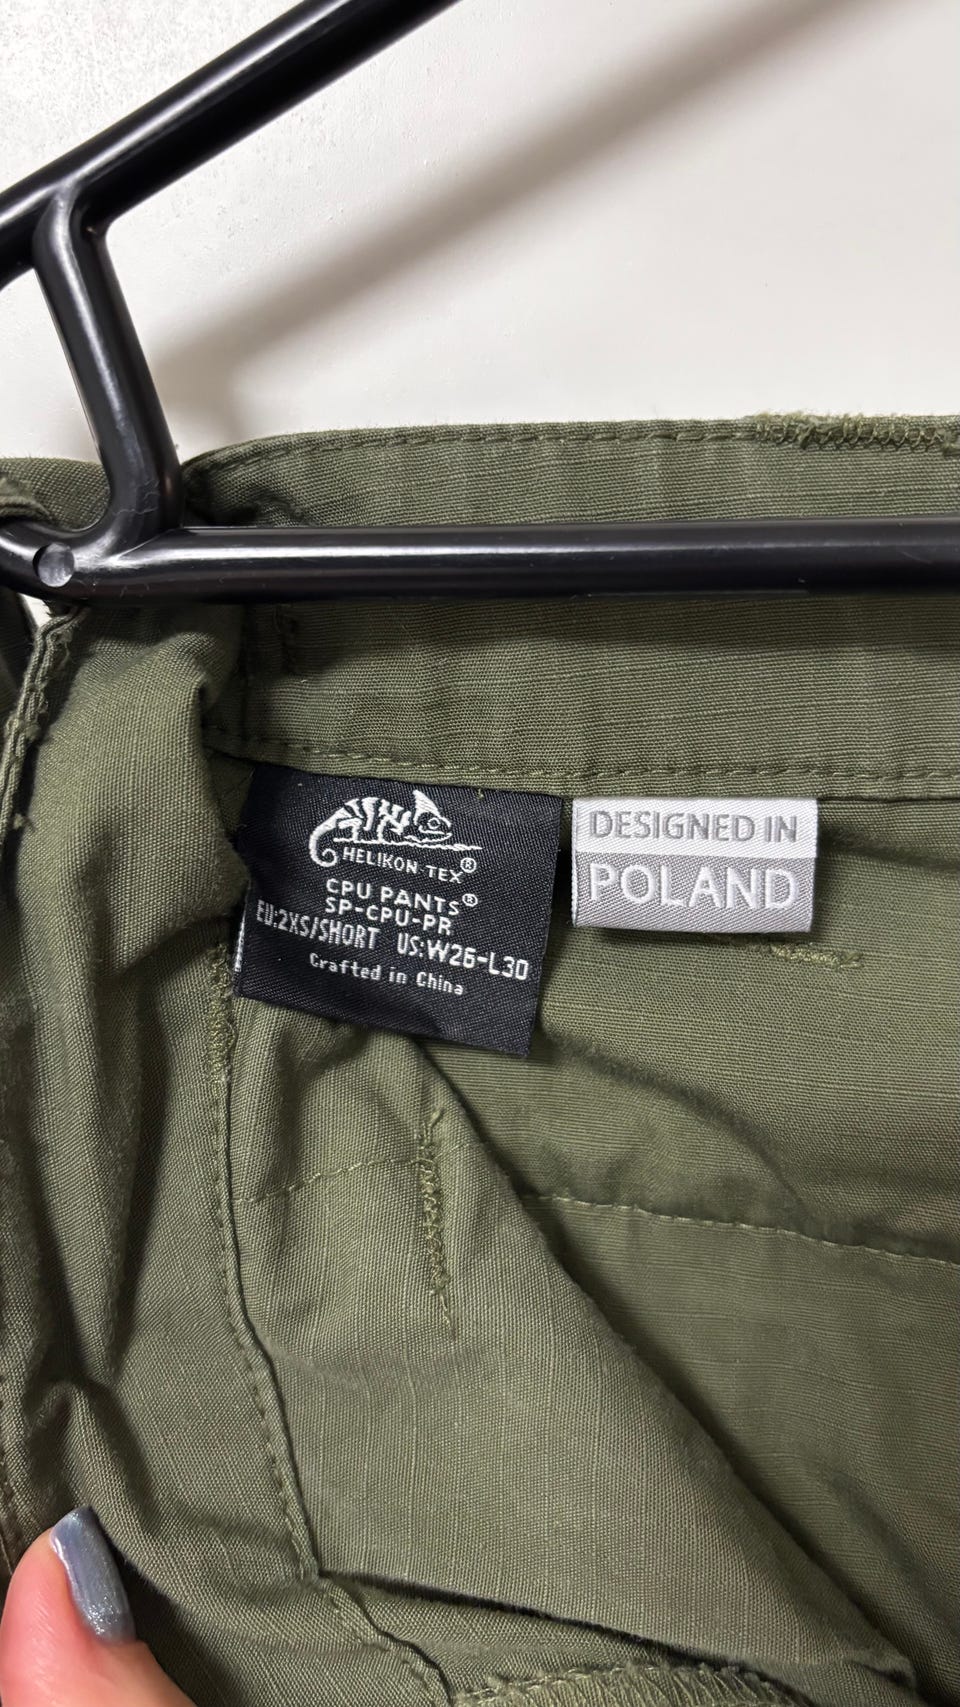 HELIKON-TEX®
CPU PANTS®
SP-CPU-PR
EU:2XS/SHORT US:W26-L30
Crafted in China
DESIGNED IN
POLAND